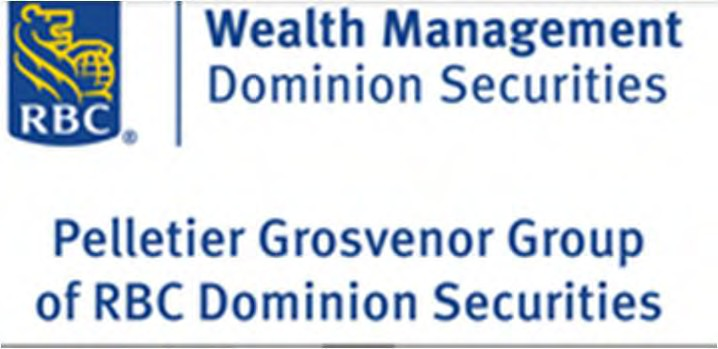 Wealth Management
Dominion Securities
RBC ®
Pelletier Grosvenor Group
of RBC Dominion Securities